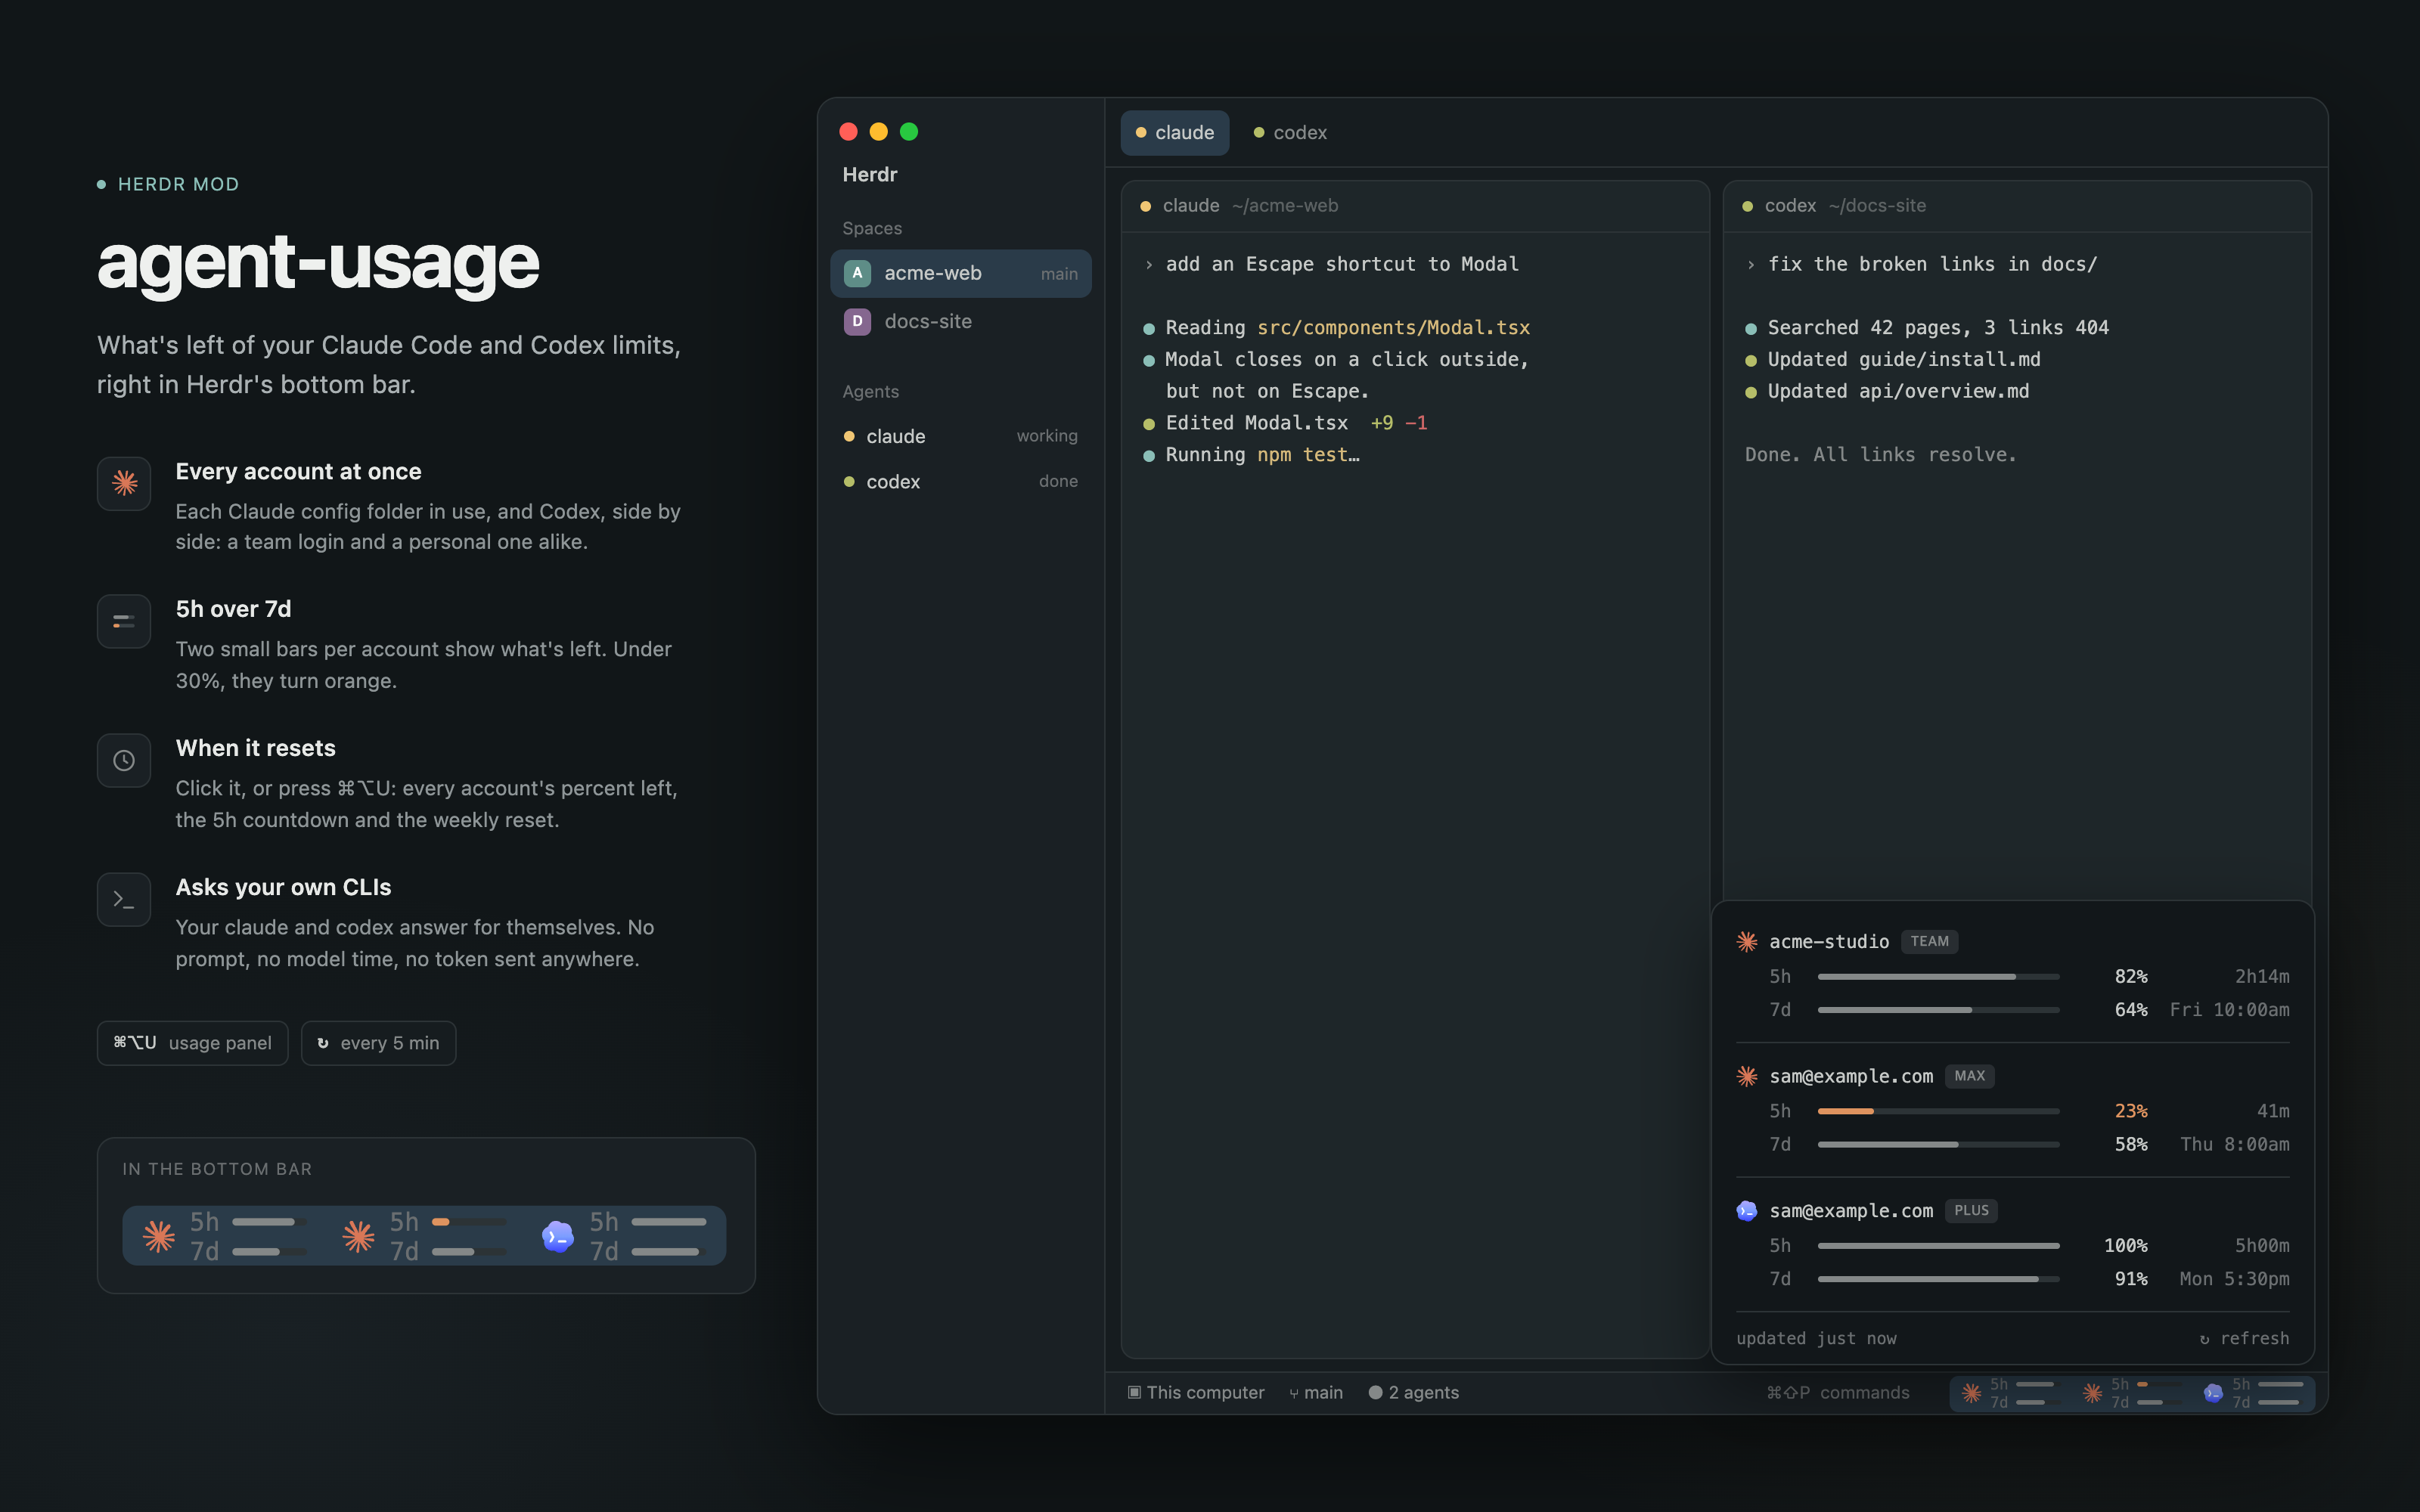 HERDR MOD
agent-usage
What's left of your Claude Code and Codex limits,
right in Herdr's bottom bar.
Every account at once
Each Claude config folder in use, and Codex, side by
side: a team login and a personal one alike.
5h over 7d
Two small bars per account show what's left. Under
30%, they turn orange.
When it resets
Click it, or press ⌘⌥U: every account's percent left,
the 5h countdown and the weekly reset.
Asks your own CLIs
Your claude and codex answer for themselves. No
prompt, no model time, no token sent anywhere.
⌘⌥U usage panel
↻ every 5 min
IN THE BOTTOM BAR
5h 5h 5h
7d 7d 7d
Herdr
Spaces
A acme-web main
D docs-site
Agents
claude working
codex done
claude codex
claude ~/acme-web
› add an Escape shortcut to Modal
Reading src/components/Modal.tsx
Modal closes on a click outside,
but not on Escape.
Edited Modal.tsx +9 −1
Running npm test…
codex ~/docs-site
› fix the broken links in docs/
Searched 42 pages, 3 links 404
Updated guide/install.md
Updated api/overview.md
Done. All links resolve.
acme-studio TEAM
5h 82% 2h14m
7d 64% Fri 10:00am
sam@example.com MAX
5h 23% 41m
7d 58% Thu 8:00am
sam@example.com PLUS
5h 100% 5h00m
7d 91% Mon 5:30pm
updated just now ↻ refresh
This computer main 2 agents ⌘⇧P commands
5h 5h 5h
7d 7d 7d